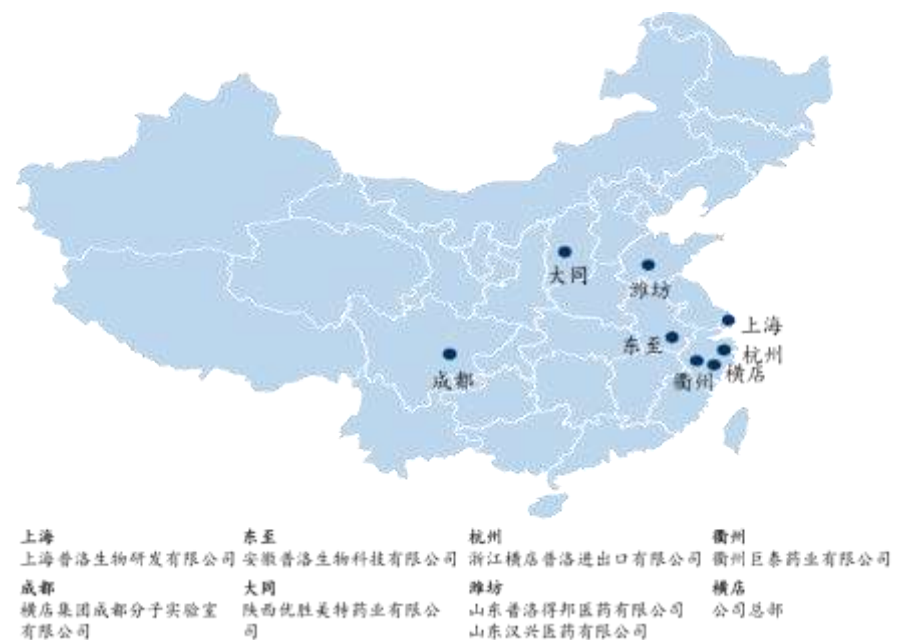 大同
潍坊
上海
东至
杭州
横店
衢州
成都
上海
上海普洛生物研发有限公司
东至
安徽普洛生物科技有限公司
杭州
浙江横店普洛进出口有限公司
衢州
衢州巨泰药业有限公司
成都
横店集团成都分子实验室
有限公司
大同
陕西优胜美特药业有限公
司
潍坊
山东普洛得邦医药有限公司
山东汉兴医药有限公司
横店
公司总部